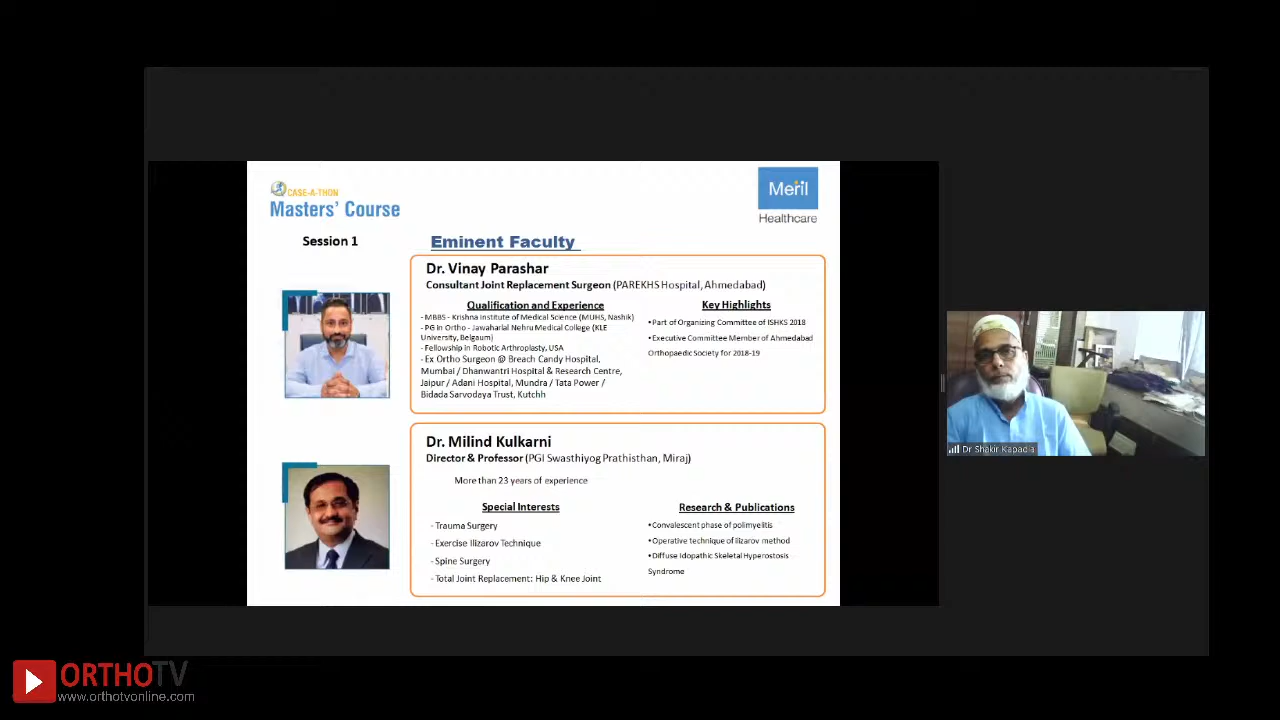 CASE-A-THON
Masters' Course
Meril
Healthcare
Session 1
Eminent Faculty
Dr. Vinay Parashar
Consultant Joint Replacement Surgeon (PAREKHS Hospital, Ahmedabad)
Qualification and Experience
- MBBS - Krishna Institute of Medical Science (MUHS, Nashik)
- PG in Ortho - Javaharlal Nehru Medical College (KLE
University, Belgaum)
- Fellowship in Robotic Arthroplasty, USA
- Ex Ortho Surgeon @ Breach Candy Hospital,
Mumbai / Dhanwantri Hospital & Research Centre,
Jaipur / Adani Hospital, Mundra / Tata Power /
Bidada Sarvodaya Trust, Kutchh
Key Highlights
•Part of Organizing Committee of ISHKS 2018
•Executive Committee Member of Ahmedabad
Orthopaedic Society for 2018-19
Dr. Milind Kulkarni
Director & Professor (PGI Swasthiyog Prathisthan, Miraj)
More than 23 years of experience
Special Interests
- Trauma Surgery
- Exercise Ilizarov Technique
- Spine Surgery
- Total Joint Replacement: Hip & Knee Joint
Research & Publications
•Convalescent phase of polimyelitis
•Operative technique of ilizarov method
•Diffuse Idopathic Skeletal Hyperostosis
Syndrome
Dr Shakir Kapadia
ORTHOTV
www.orthotvonline.com